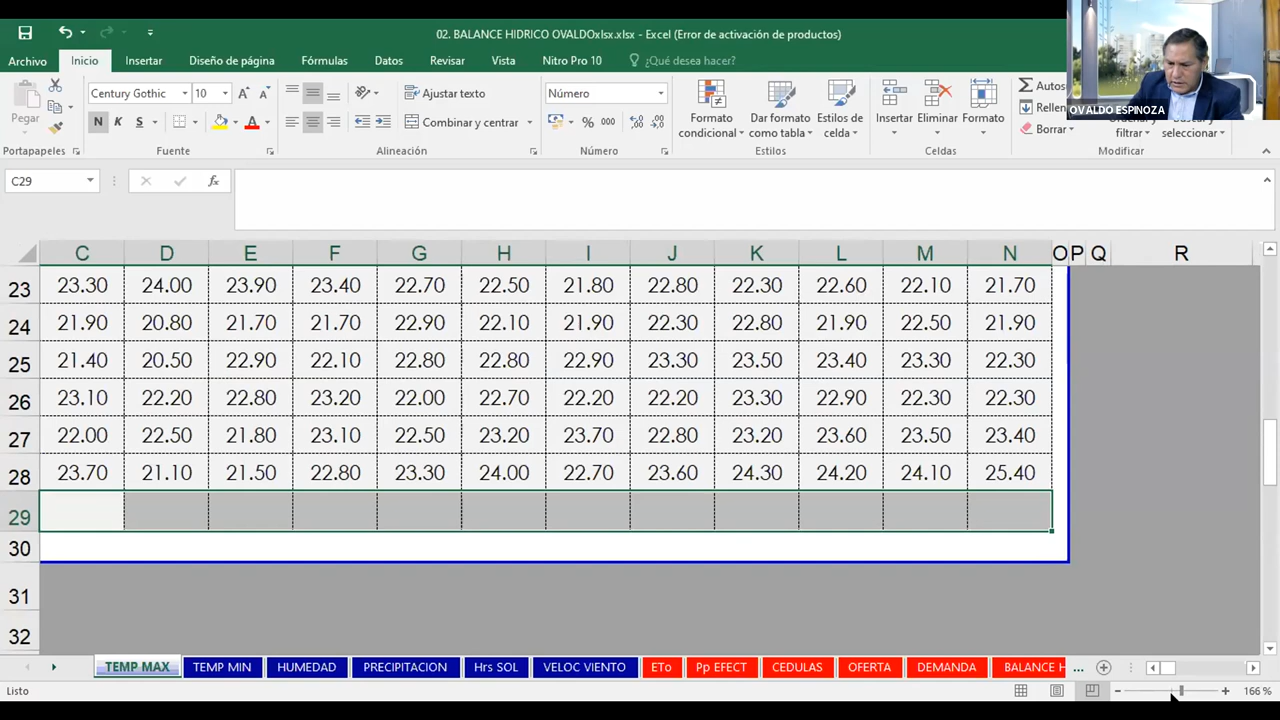 02. BALANCE HIDRICO OVALDOxlsx.xlsx - Excel (Error de activación de productos)
Archivo Inicio Insertar Diseño de página Fórmulas Datos Revisar Vista Nitro Pro 10 ¿Qué desea hacer?
OVALDO ESPINOZA
Pegar
Century Gothic 10
N K S
Ajustar texto
Combinar y centrar
Número
% 000
Formato condicional
Dar formato como tabla
Estilos de celda
Insertar Eliminar Formato
Autos
Rellen
Borrar
filtrar
seleccionar
Portapapeles Fuente Alineación Número Estilos Celdas Modificar
C29 fx
C D E F G H I J K L M N O P Q R
23 23.30 24.00 23.90 23.40 22.70 22.50 21.80 22.80 22.30 22.60 22.10 21.70
24 21.90 20.80 21.70 21.70 22.90 22.10 21.90 22.30 22.80 21.90 22.50 21.90
25 21.40 20.50 22.90 22.10 22.80 22.80 22.90 23.30 23.50 23.40 23.30 22.30
26 23.10 22.20 22.80 23.20 22.00 22.70 22.20 22.20 23.30 22.90 22.30 22.30
27 22.00 22.50 21.80 23.10 22.50 23.20 23.70 22.80 23.20 23.60 23.50 23.40
28 23.70 21.10 21.50 22.80 23.30 24.00 22.70 23.60 24.30 24.20 24.10 25.40
29
30
31
32
TEMP MAX TEMP MIN HUMEDAD PRECIPITACION Hrs SOL VELOC VIENTO ETo Pp EFECT CEDULAS OFERTA DEMANDA BALANCE H ...
Listo 166 %